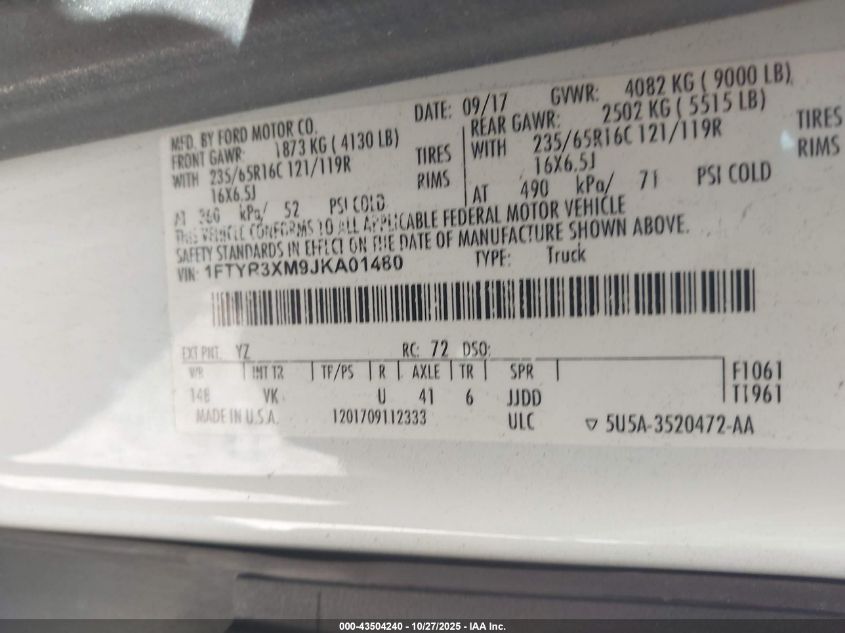 MFD. BY FORD MOTOR CO. DATE: 09/17 GVWR: 4082 KG ( 9000 LB)
FRONT GAWR: 1873 KG ( 4130 LB) REAR GAWR: 2502 KG ( 5515 LB)
WITH 235/65R16C 121/119R TIRES WITH 235/65R16C 121/119R TIRES
16X6.5J RIMS 16X6.5J RIMS
AT 360 kPa/ 52 PSI COLD AT 490 kPa/ 71 PSI COLD
THIS VEHICLE CONFORMS TO ALL APPLICABLE FEDERAL MOTOR VEHICLE
SAFETY STANDARDS IN EFFECT ON THE DATE OF MANUFACTURE SHOWN ABOVE.
VIN: 1FTYR3XM9JKA01480 TYPE: Truck
EXT PNT: YZ RC: 72 DSO:
WB INT TR TP/PS R AXLE TR SPR F1061
148 VK U 41 6 JJDD T1961
MADE IN U.S.A. 1201709112333 ULC ▽ 5U5A-3520472-AA
000-43504240 - 10/27/2025 - IAA Inc.